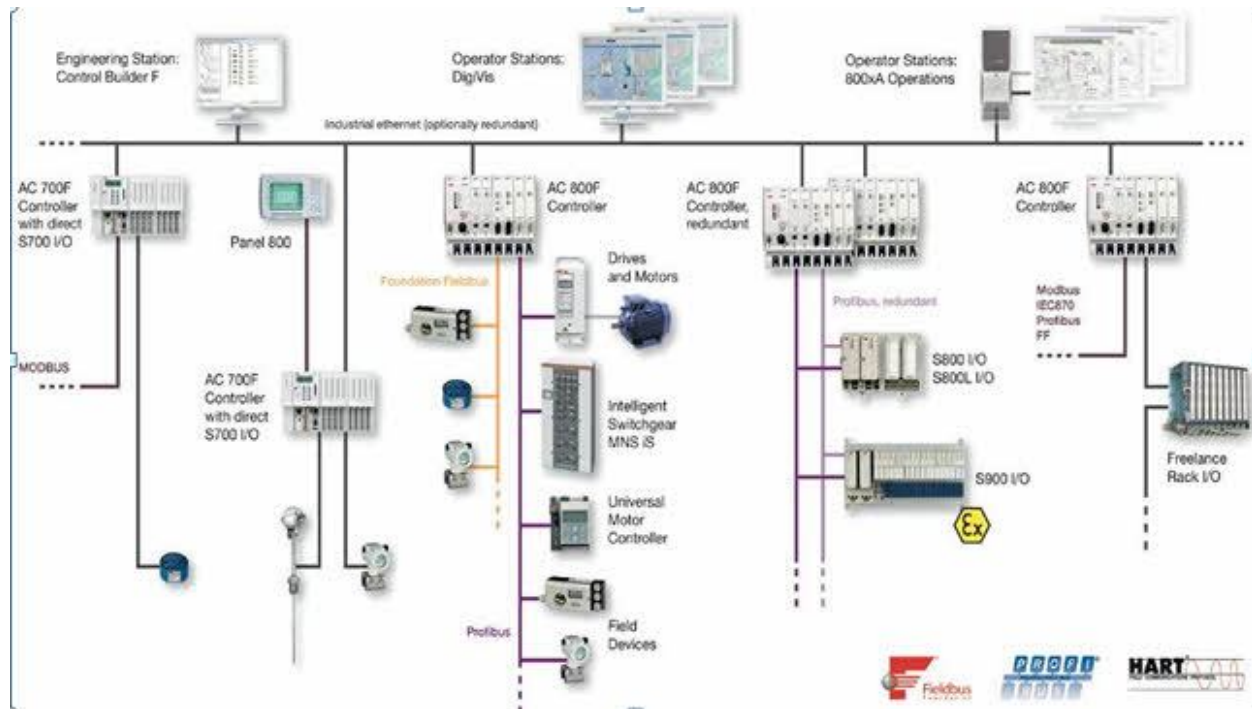 Engineering Station:
Control Builder F
Operator Stations:
DigiVis
Operator Stations:
800xA Operations
Industrial ethernet (optionally redundant)
AC 700F
Controller
with direct
S700 I/O
Panel 800
AC 800F
Controller
AC 800F
Controller,
redundant
AC 800F
Controller
Foundation Fieldbus
Drives
and Motors
Profibus, redundant
Modbus
IEC870
Profibus
FF
MODBUS
AC 700F
Controller
with direct
S700 I/O
S800 I/O
S800L I/O
Intelligent
Switchgear
MNS iS
Freelance
Rack I/O
S900 I/O
Universal
Motor
Controller
Ex
Profibus
Field
Devices
Fieldbus
PROFI
BUS
HART